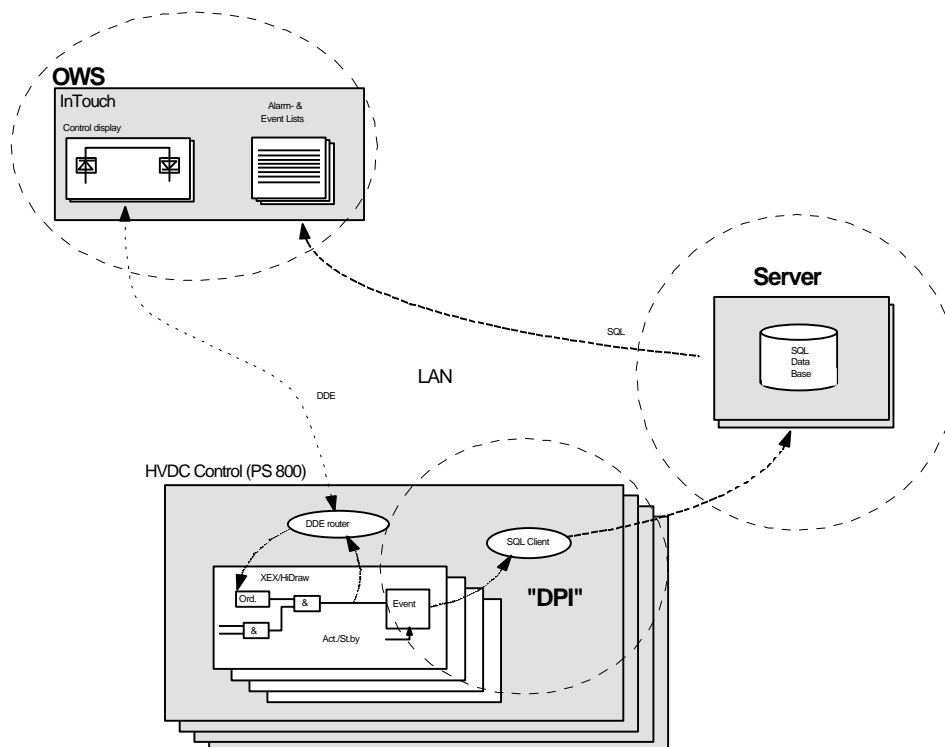 OWS
InTouch
Control display
Alarm- &
Event Lists
Server
SQL
Data
Base
SQL
LAN
DDE
HVDC Control (PS 800)
DDE router
SQL Client
XEX/HiDraw
"DPI"
Ord.
&
Event
&
Act./St.by